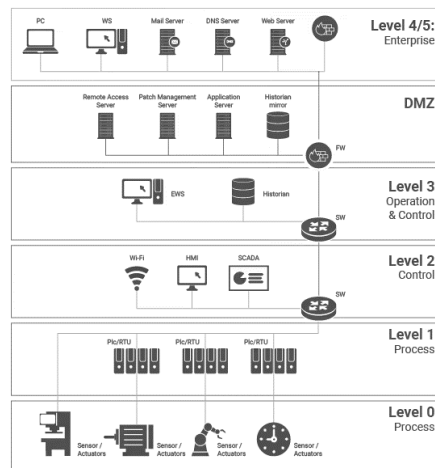 PC
WS
Mail Server
DNS Server
Web Server
Level 4/5:
Enterprise
Remote Access
Server
Patch Management
Server
Application
Server
Historian
mirror
DMZ
FW
EWS
Historian
Level 3
Operation
& Control
SW
Wi-Fi
HMI
SCADA
Level 2
Control
SW
Plc/RTU
Plc/RTU
Plc/RTU
Level 1
Process
Sensor /
Actuators
Sensor /
Actuators
Sensor /
Actuators
Sensor /
Actuators
Level 0
Process